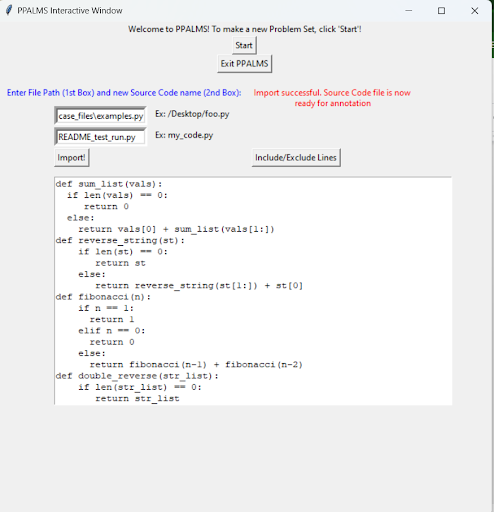 PPALMS Interactive Window
Welcome to PPALMS! To make a new Problem Set, click 'Start'!
Start
Exit PPALMS
Enter File Path (1st Box) and new Source Code name (2nd Box):
Import successful. Source Code file is now
ready for annotation
case_files\examples.py
Ex: /Desktop/foo.py
README_test_run.py
Ex: my_code.py
Import!
Include/Exclude Lines
def sum_list(vals):
  if len(vals) == 0:
     return 0
  else:
    return vals[0] + sum_list(vals[1:])
def reverse_string(st):
    if len(st) == 0:
       return st
    else:
       return reverse_string(st[1:]) + st[0]
def fibonacci(n):
    if n == 1:
      return 1
    elif n == 0:
      return 0
    else:
      return fibonacci(n-1) + fibonacci(n-2)
def double_reverse(str_list):
    if len(str_list) == 0:
       return str_list